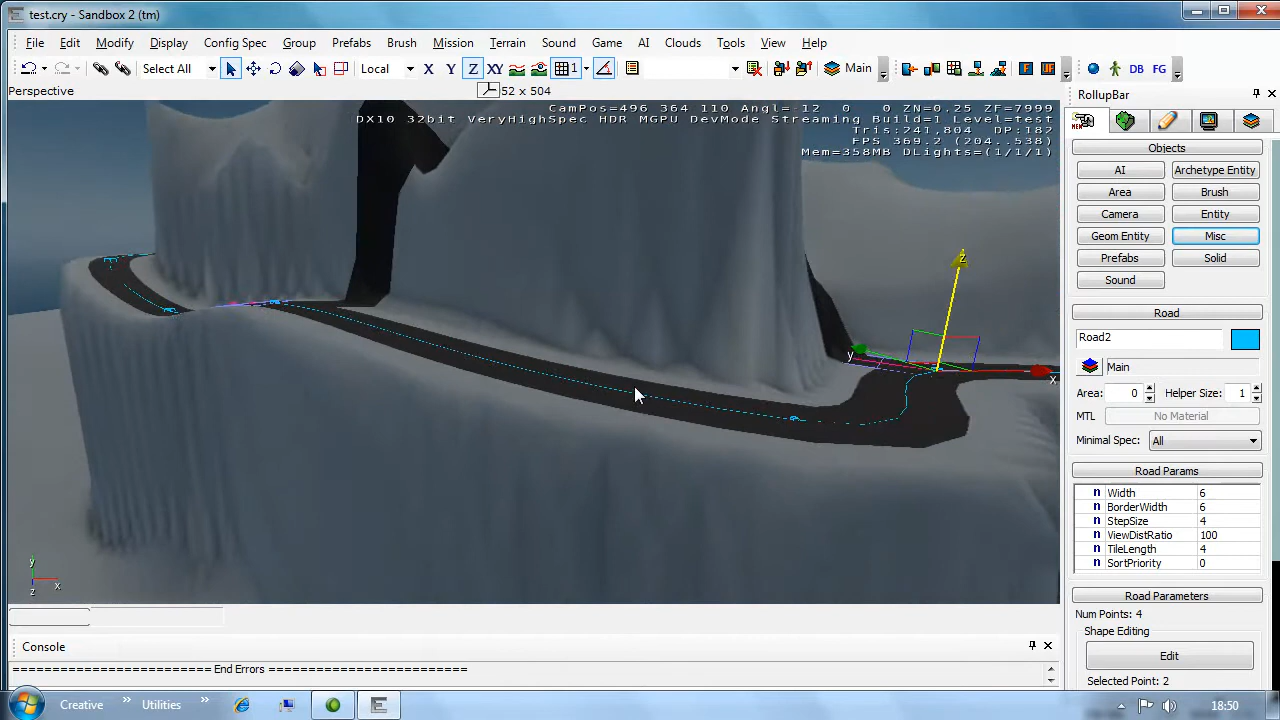 test.cry - Sandbox 2 (tm)
File Edit Modify Display Config Spec Group Prefabs Brush Mission Terrain Sound Game AI Clouds Tools View Help
Select All Local X Y Z XY 1 Main DB FG
Perspective
52 x 504
RollupBar
CamPos=496 364 110 Angl=-12 0 0 ZN=0.25 ZF=7999
DX10 32bit VeryHighSpec HDR MGPU DevMode Streaming Build=1 Level=test
Tris:241,804 DP:182
FPS 369.2 (204..538)
Mem=358MB DLights=(1/1/1)
Objects
AI Archetype Entity
Area Brush
Camera Entity
Geom Entity Misc
Prefabs Solid
Sound
z
y
x
Road
Road2
Main
Area: 0 Helper Size: 1
MTL No Material
Minimal Spec: All
Road Params
n Width 6
n BorderWidth 6
n StepSize 4
n ViewDistRatio 100
n TileLength 4
n SortPriority 0
Road Parameters
Num Points: 4
Shape Editing
Edit
Selected Point: 2
y
x
z
Console
======================== End Errors ========================
Creative » Utilities »
18:50